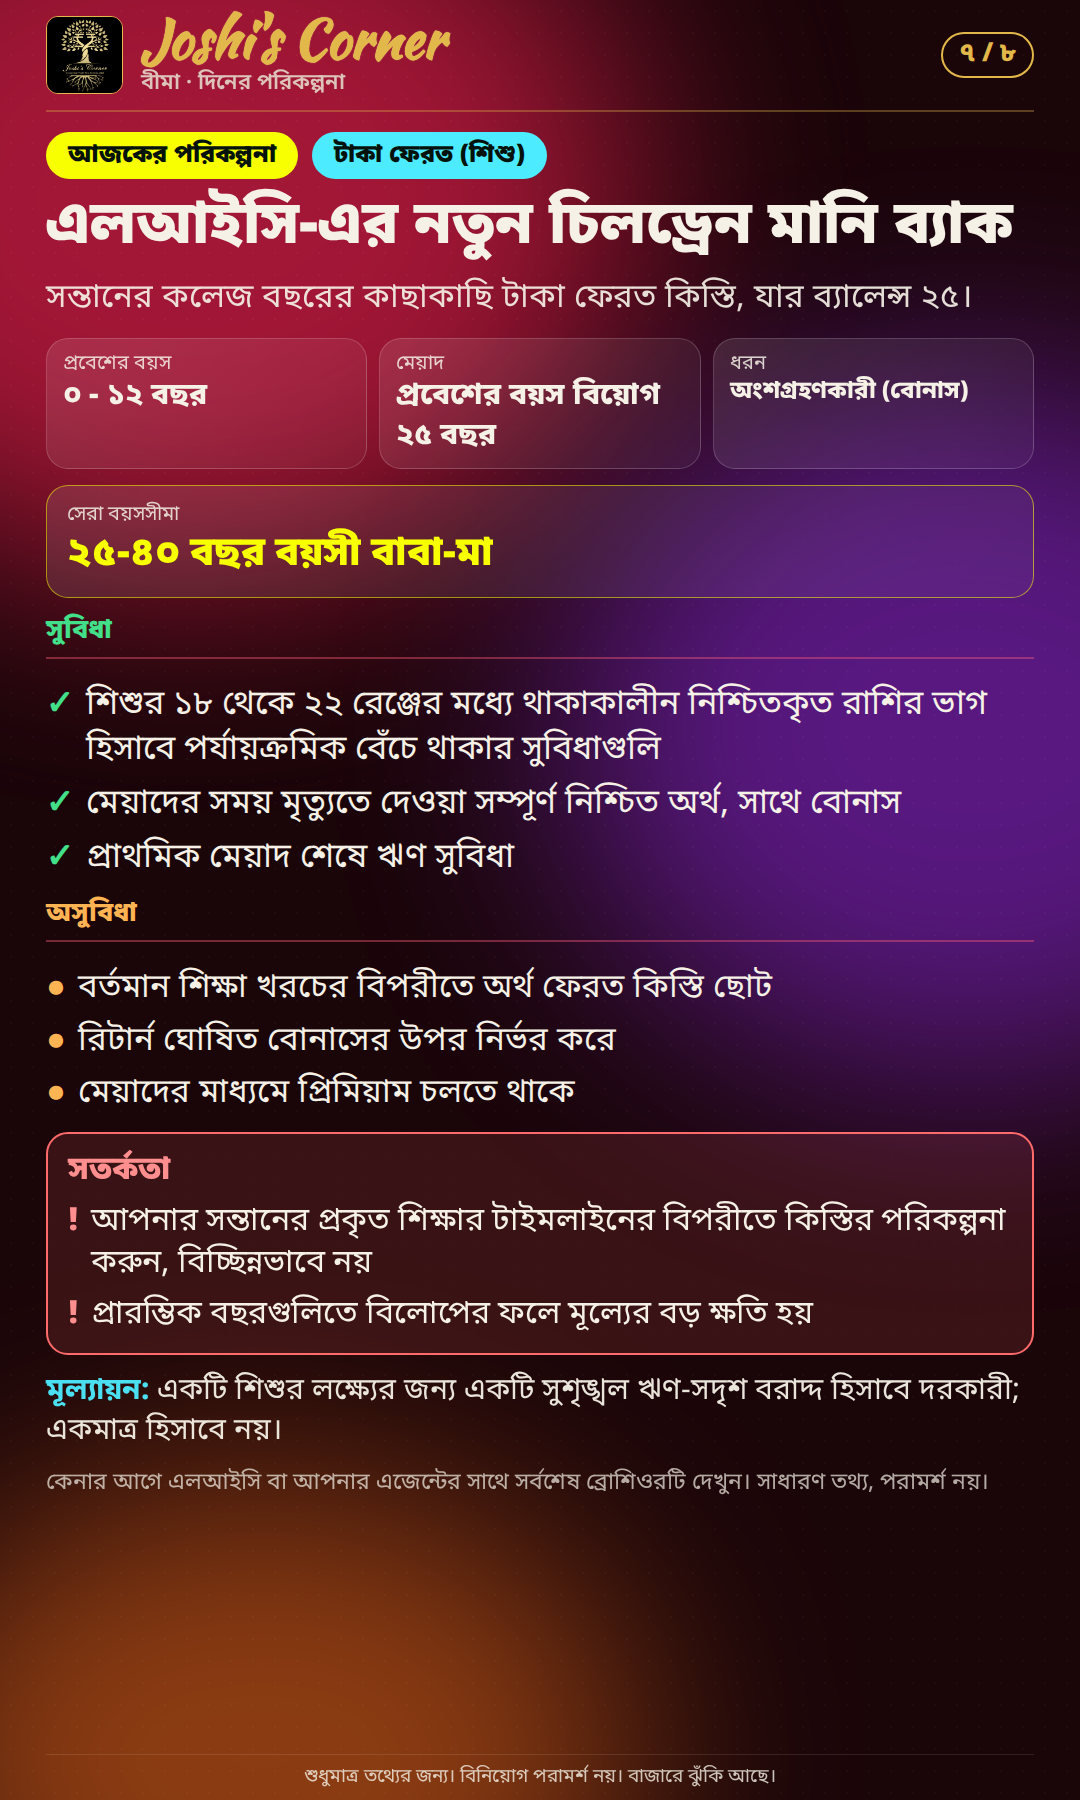 Joshi's Corner
বীমা · দিনের পরিকল্পনা
৭ / ৮
আজকের পরিকল্পনা
টাকা ফেরত (শিশু)
এলআইসি-এর নতুন চিলড্রেন মানি ব্যাক
সন্তানের কলেজ বছরের কাছাকাছি টাকা ফেরত কিস্তি, যার ব্যালেন্স ২৫।
প্রবেশের বয়স
০ - ১২ বছর
মেয়াদ
প্রবেশের বয়স বিয়োগ
২৫ বছর
ধরন
অংশগ্রহণকারী (বোনাস)
সেরা বয়সসীমা
২৫-৪০ বছর বয়সী বাবা-মা
সুবিধা
✓ শিশুর ১৮ থেকে ২২ রেঞ্জের মধ্যে থাকাকালীন নিশ্চিতকৃত রাশির ভাগ
হিসাবে পর্যায়ক্রমিক বেঁচে থাকার সুবিধাগুলি
✓ মেয়াদের সময় মৃত্যুতে দেওয়া সম্পূর্ণ নিশ্চিত অর্থ, সাথে বোনাস
✓ প্রাথমিক মেয়াদ শেষে ঋণ সুবিধা
অসুবিধা
● বর্তমান শিক্ষা খরচের বিপরীতে অর্থ ফেরত কিস্তি ছোট
● রিটার্ন ঘোষিত বোনাসের উপর নির্ভর করে
● মেয়াদের মাধ্যমে প্রিমিয়াম চলতে থাকে
সতর্কতা
! আপনার সন্তানের প্রকৃত শিক্ষার টাইমলাইনের বিপরীতে কিস্তির পরিকল্পনা
করুন, বিচ্ছিন্নভাবে নয়
! প্রারম্ভিক বছরগুলিতে বিলোপের ফলে মূল্যের বড় ক্ষতি হয়
মূল্যায়ন: একটি শিশুর লক্ষ্যের জন্য একটি সুশৃঙ্খল ঋণ-সদৃশ বরাদ্দ হিসাবে দরকারী;
একমাত্র হিসাবে নয়।
কেনার আগে এলআইসি বা আপনার এজেন্টের সাথে সর্বশেষ ব্রোশিওরটি দেখুন। সাধারণ তথ্য, পরামর্শ নয়।
শুধুমাত্র তথ্যের জন্য। বিনিয়োগ পরামর্শ নয়। বাজারে ঝুঁকি আছে।